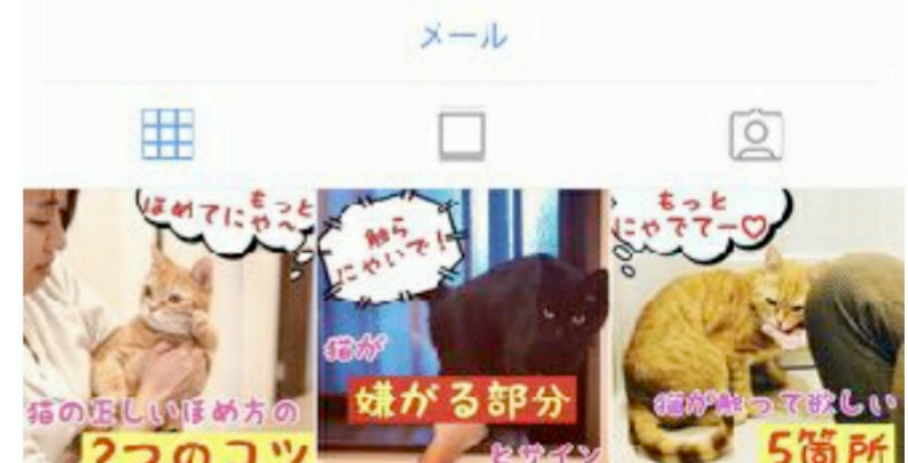 メール
もっと
ほめてにゃ〜
触ら
にゃいで!
もっと
にゃでてー♡
猫が
猫の正しいほめ方の
嫌がる部分
猫が触って欲しい
2つのコツ
とサイン
5箇所